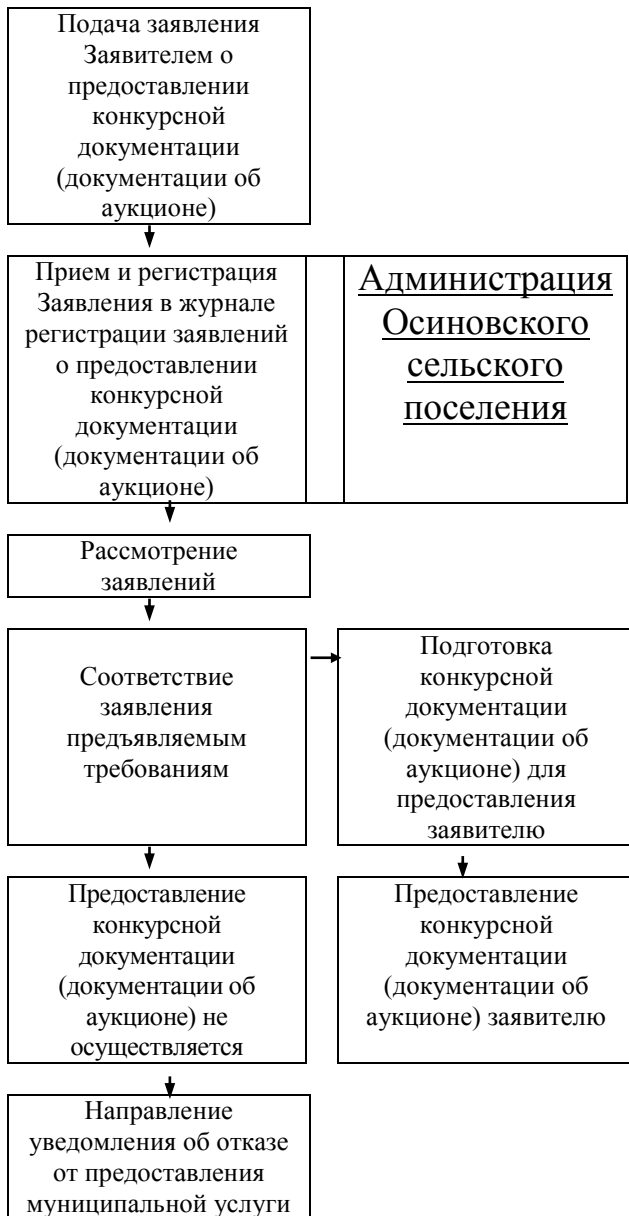 Подача заявления
Заявителем о
предоставлении
конкурсной
документации
(документации об
аукционе)
Прием и регистрация
Заявления в журнале
регистрации заявлений
о предоставлении
конкурсной
документации
(документации об
аукционе)
Администрация
Осиновского
сельского
поселения
Рассмотрение
заявлений
Соответствие
заявления
предъявляемым
требованиям
Подготовка
конкурсной
документации
(документации об
аукционе) для
предоставления
заявителю
Предоставление
конкурсной
документации
(документации об
аукционе) не
осуществляется
Предоставление
конкурсной
документации
(документации об
аукционе) заявителю
Направление
уведомления об отказе
от предоставления
муниципальной услуги